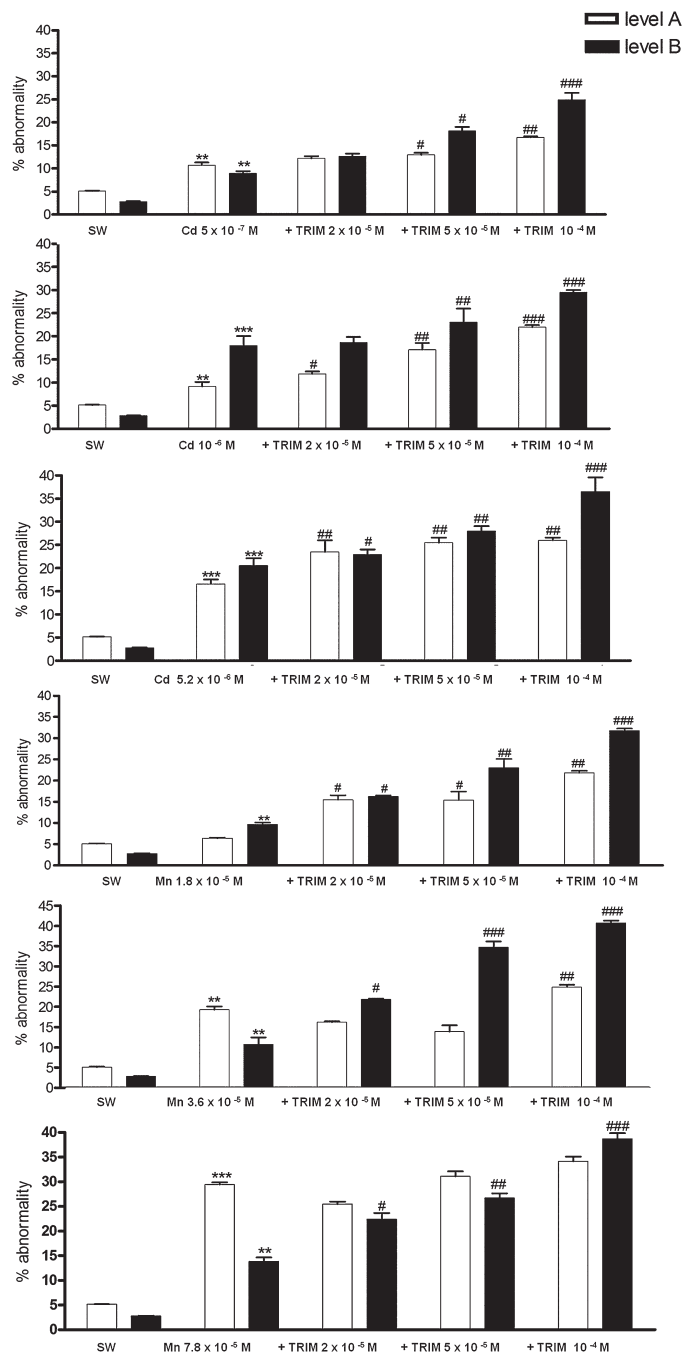 level A
level B
% abnormality
40
35
30
25
20
15
10
5
0
** ** # # ## ###
SW Cd 5 x 10 -7 M + TRIM 2 x 10 -5 M + TRIM 5 x 10 -5 M + TRIM 10 -4 M
% abnormality
40
35
30
25
20
15
10
5
0
** *** # ## ## ### ###
SW Cd 10 -6 M + TRIM 2 x 10 -5 M + TRIM 5 x 10 -5 M + TRIM 10 -4 M
% abnormality
40
35
30
25
20
15
10
5
0
*** *** ## # ## ## ## ###
SW Cd 5.2 x 10 -6 M + TRIM 2 x 10 -5 M + TRIM 5 x 10 -5 M + TRIM 10 -4 M
% abnormality
40
35
30
25
20
15
10
5
0
** # # # ## ## ###
SW Mn 1.8 x 10 -5 M + TRIM 2 x 10 -5 M + TRIM 5 x 10 -5 M + TRIM 10 -4 M
% abnormality
45
40
35
30
25
20
15
10
5
0
** ** # ### ## ###
SW Mn 3.6 x 10 -5 M + TRIM 2 x 10 -5 M + TRIM 5 x 10 -5 M + TRIM 10 -4 M
% abnormality
40
35
30
25
20
15
10
5
0
*** ** # ## ###
SW Mn 7.8 x 10 -5 M + TRIM 2 x 10 -5 M + TRIM 5 x 10 -5 M + TRIM 10 -4 M